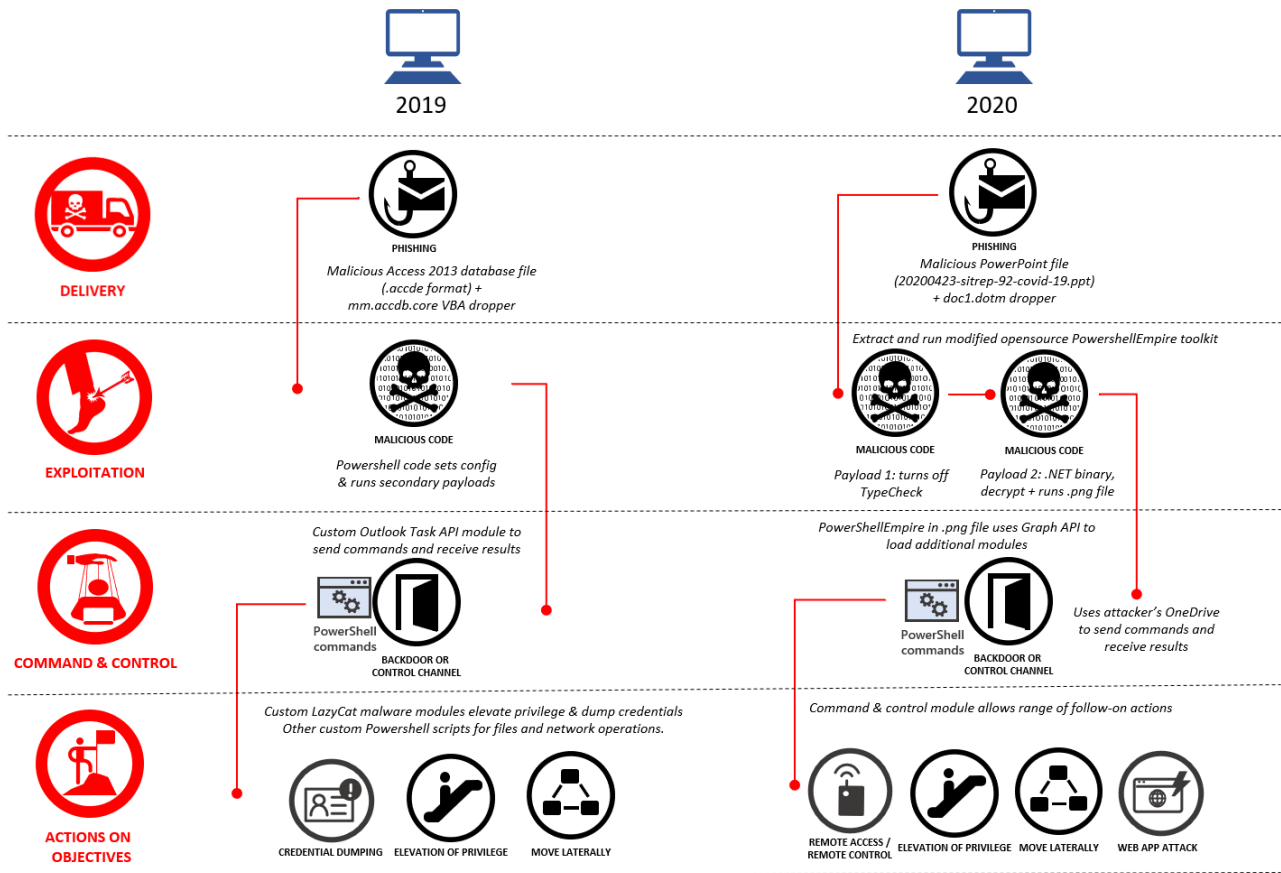 2019
2020
DELIVERY
PHISHING
Malicious Access 2013 database file
(.accde format) +
mm.accdb.core VBA dropper
PHISHING
Malicious PowerPoint file
(20200423-sitrep-92-covid-19.ppt)
+ doc1.dotm dropper
EXPLOITATION
MALICIOUS CODE
Powershell code sets config
& runs secondary payloads
Extract and run modified opensource PowershellEmpire toolkit
MALICIOUS CODE
Payload 1: turns off
TypeCheck
MALICIOUS CODE
Payload 2: .NET binary,
decrypt + runs .png file
COMMAND & CONTROL
Custom Outlook Task API module to
send commands and receive results
PowerShell
commands
BACKDOOR OR
CONTROL CHANNEL
PowerShellEmpire in .png file uses Graph API to
load additional modules
PowerShell
commands
BACKDOOR OR
CONTROL CHANNEL
Uses attacker's OneDrive
to send commands and
receive results
ACTIONS ON
OBJECTIVES
Custom LazyCat malware modules elevate privilege & dump credentials
Other custom Powershell scripts for files and network operations.
CREDENTIAL DUMPING
ELEVATION OF PRIVILEGE
MOVE LATERALLY
Command & control module allows range of follow-on actions
REMOTE ACCESS /
REMOTE CONTROL
ELEVATION OF PRIVILEGE
MOVE LATERALLY
WEB APP ATTACK